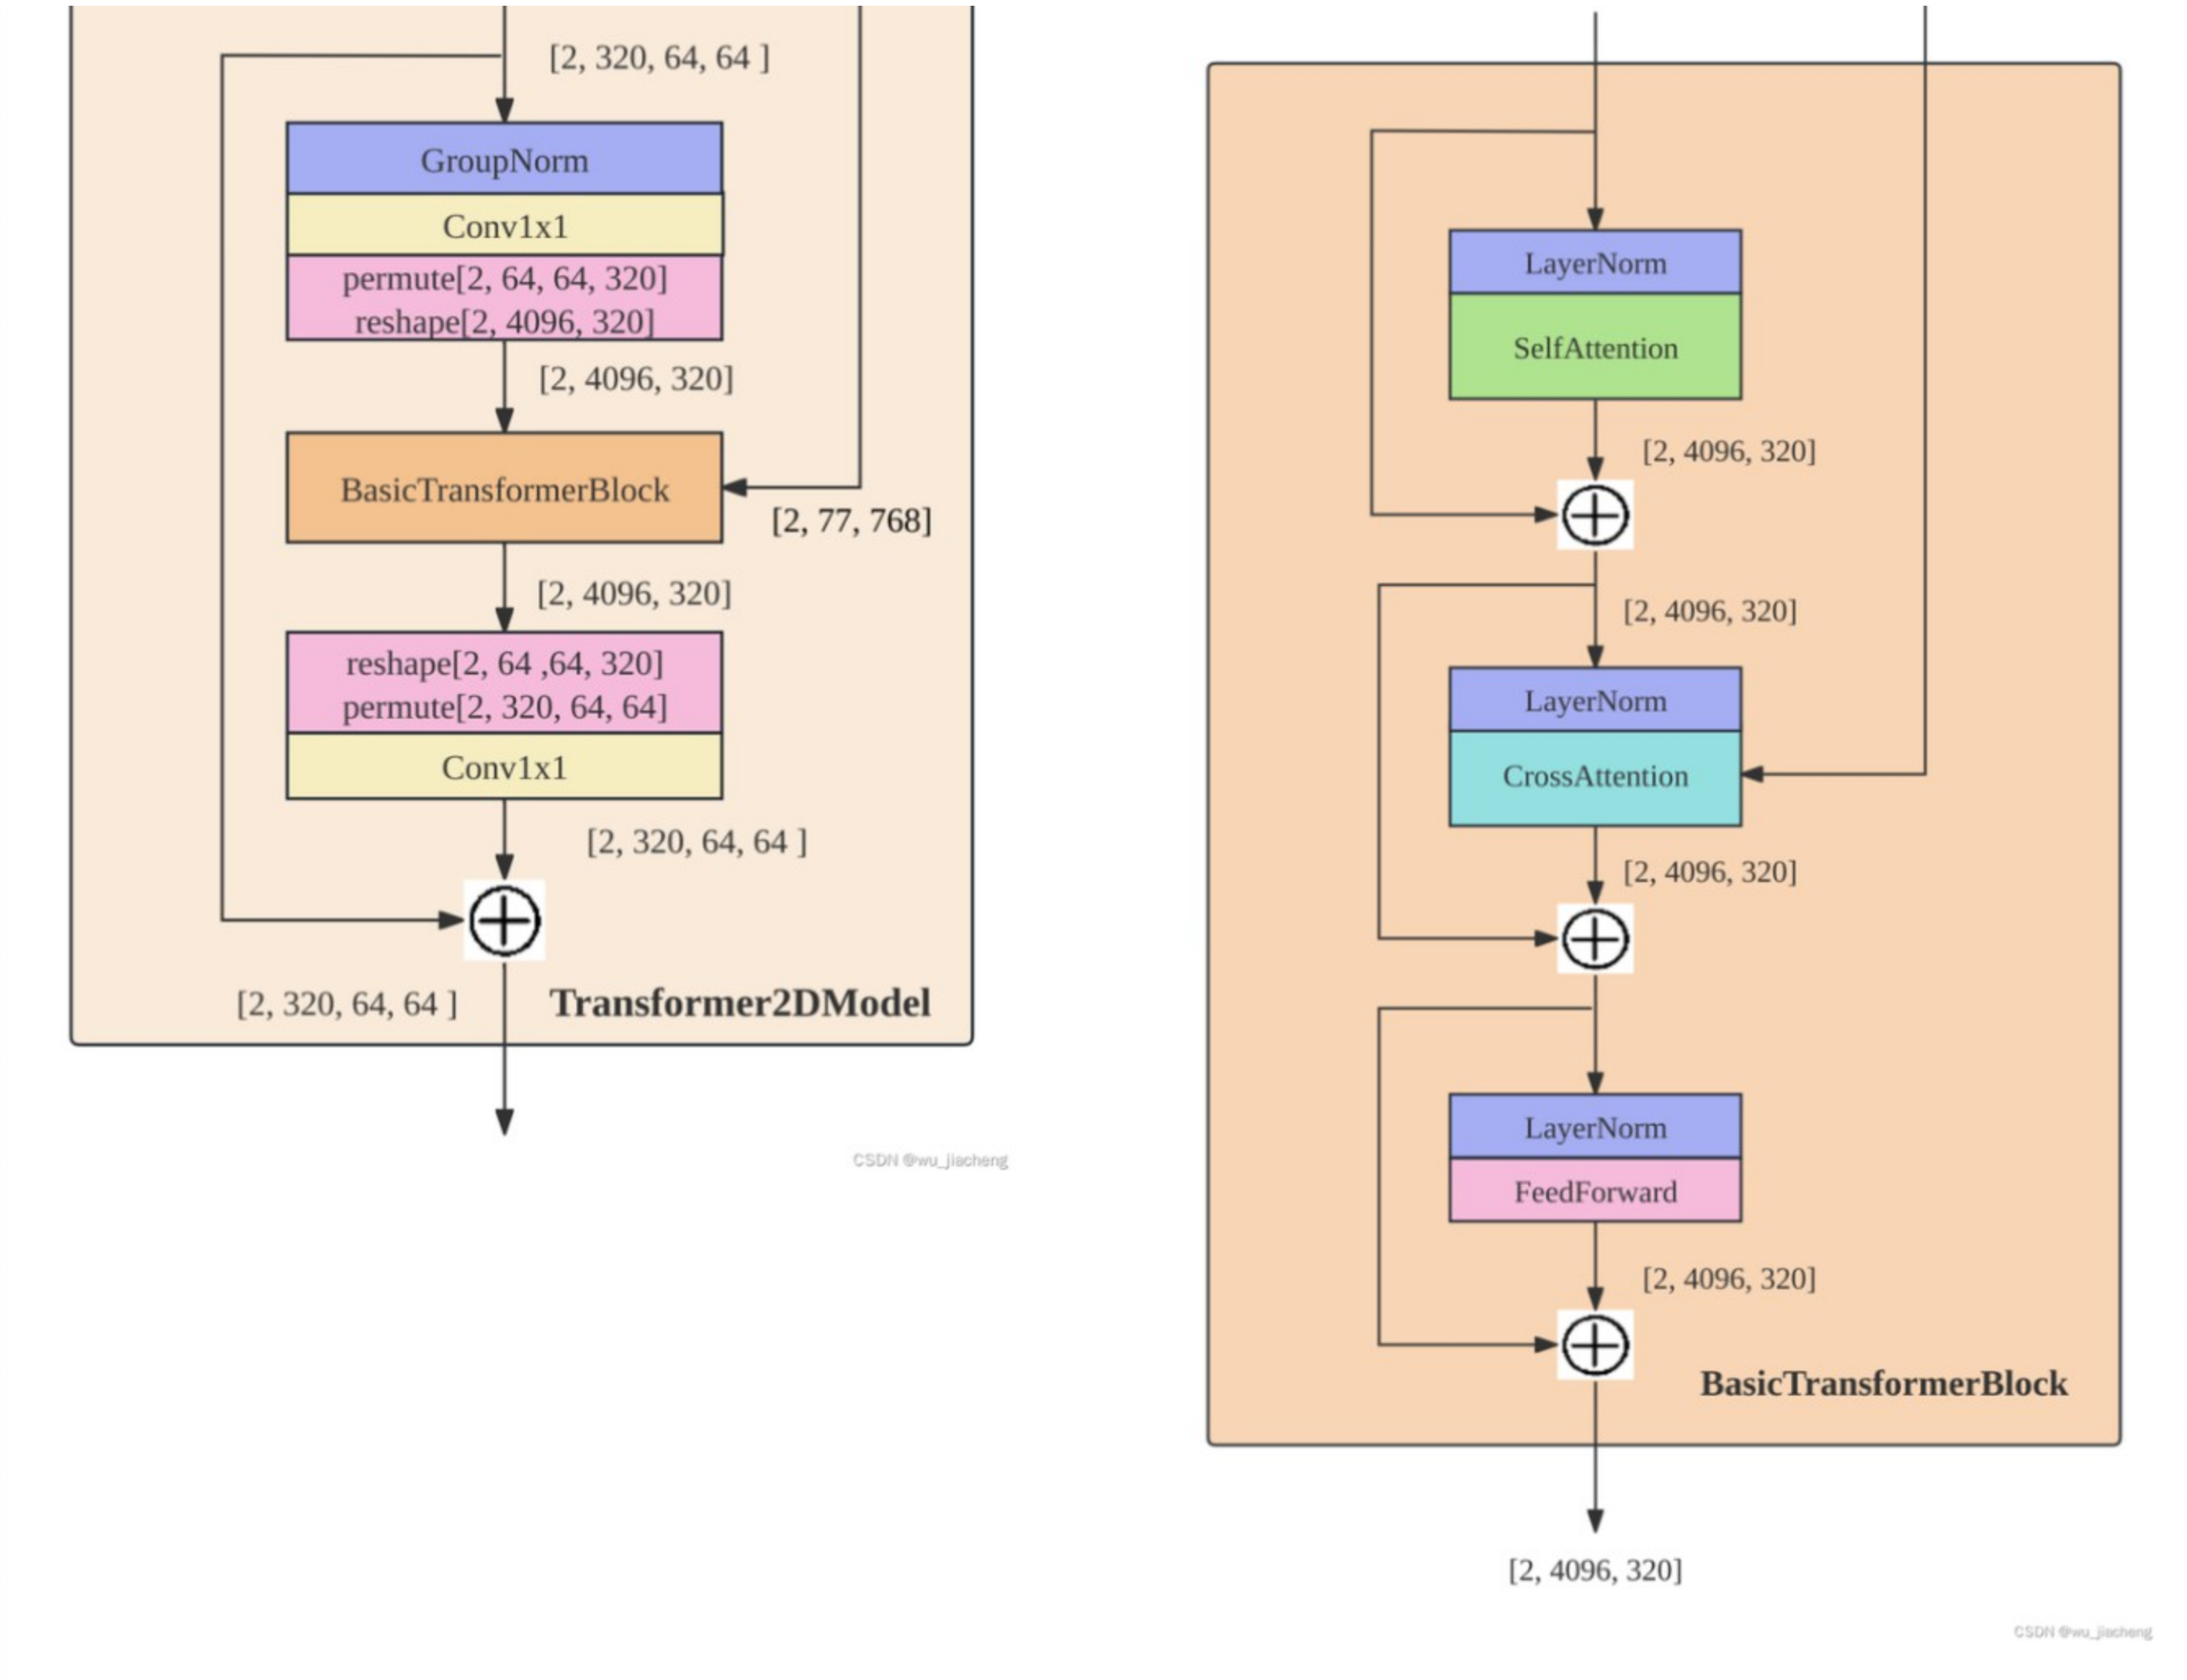 [2, 320, 64, 64 ]
GroupNorm
Conv1x1
permute[2, 64, 64, 320]
reshape[2, 4096, 320]
[2, 4096, 320]
BasicTransformerBlock
[2, 77, 768]
[2, 4096, 320]
reshape[2, 64 ,64, 320]
permute[2, 320, 64, 64]
Conv1x1
[2, 320, 64, 64 ]
[2, 320, 64, 64 ]
Transformer2DModel
CSDN @wu_jiacheng
LayerNorm
SelfAttention
[2, 4096, 320]
[2, 4096, 320]
LayerNorm
CrossAttention
[2, 4096, 320]
LayerNorm
FeedForward
[2, 4096, 320]
BasicTransformerBlock
[2, 4096, 320]
CSDN @wu_jiacheng